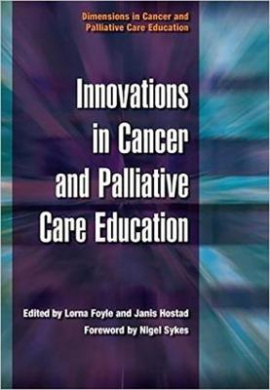 Dimensions in Cancer and
Palliative Care Education
Innovations
in Cancer
and Palliative
Care Education
Edited by Lorna Foyle and Janis Hostad
Foreword by Nigel Sykes